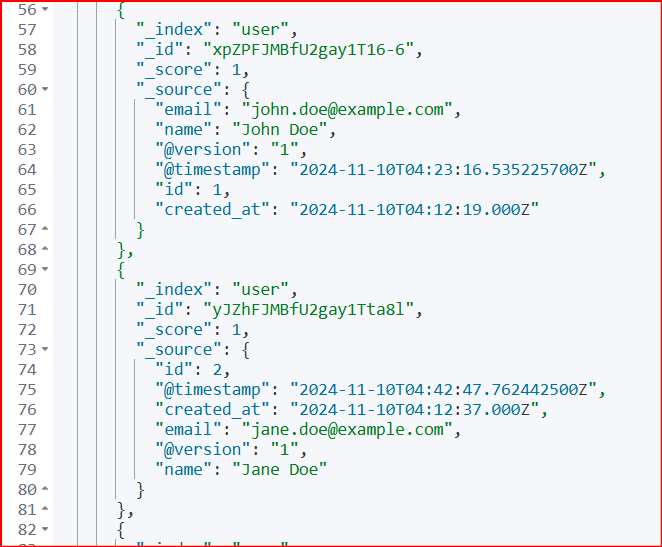 56 {
57 "_index": "user",
58 "_id": "xpZPFJMBfU2gay1T16-6",
59 "_score": 1,
60 "_source": {
61 "email": "john.doe@example.com",
62 "name": "John Doe",
63 "@version": "1",
64 "@timestamp": "2024-11-10T04:23:16.535225700Z",
65 "id": 1,
66 "created_at": "2024-11-10T04:12:19.000Z"
67 }
68 },
69 {
70 "_index": "user",
71 "_id": "yJZhFJMBfU2gay1Tta8l",
72 "_score": 1,
73 "_source": {
74 "id": 2,
75 "@timestamp": "2024-11-10T04:42:47.762442500Z",
76 "created_at": "2024-11-10T04:12:37.000Z",
77 "email": "jane.doe@example.com",
78 "@version": "1",
79 "name": "Jane Doe"
80 }
81 },
82 {